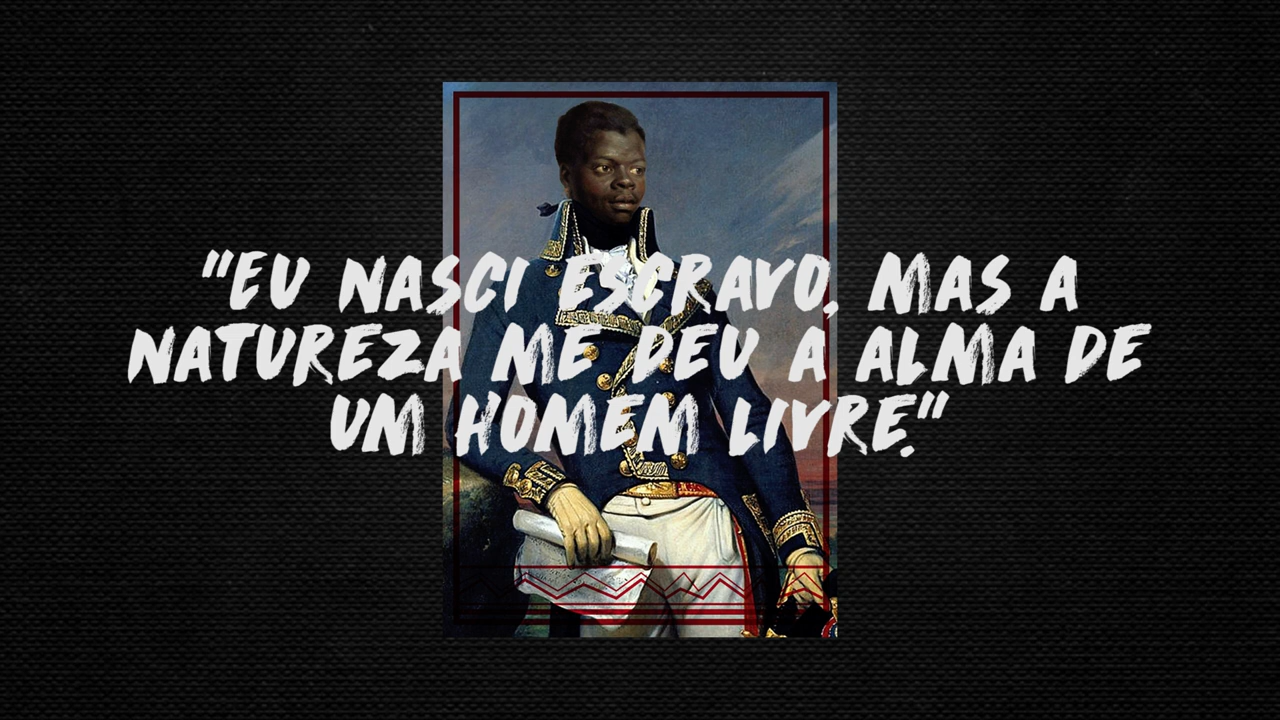 "EU NASCI ESCRAVO, MAS A
NATUREZA ME DEU A ALMA DE
UM HOMEM LIVRE."